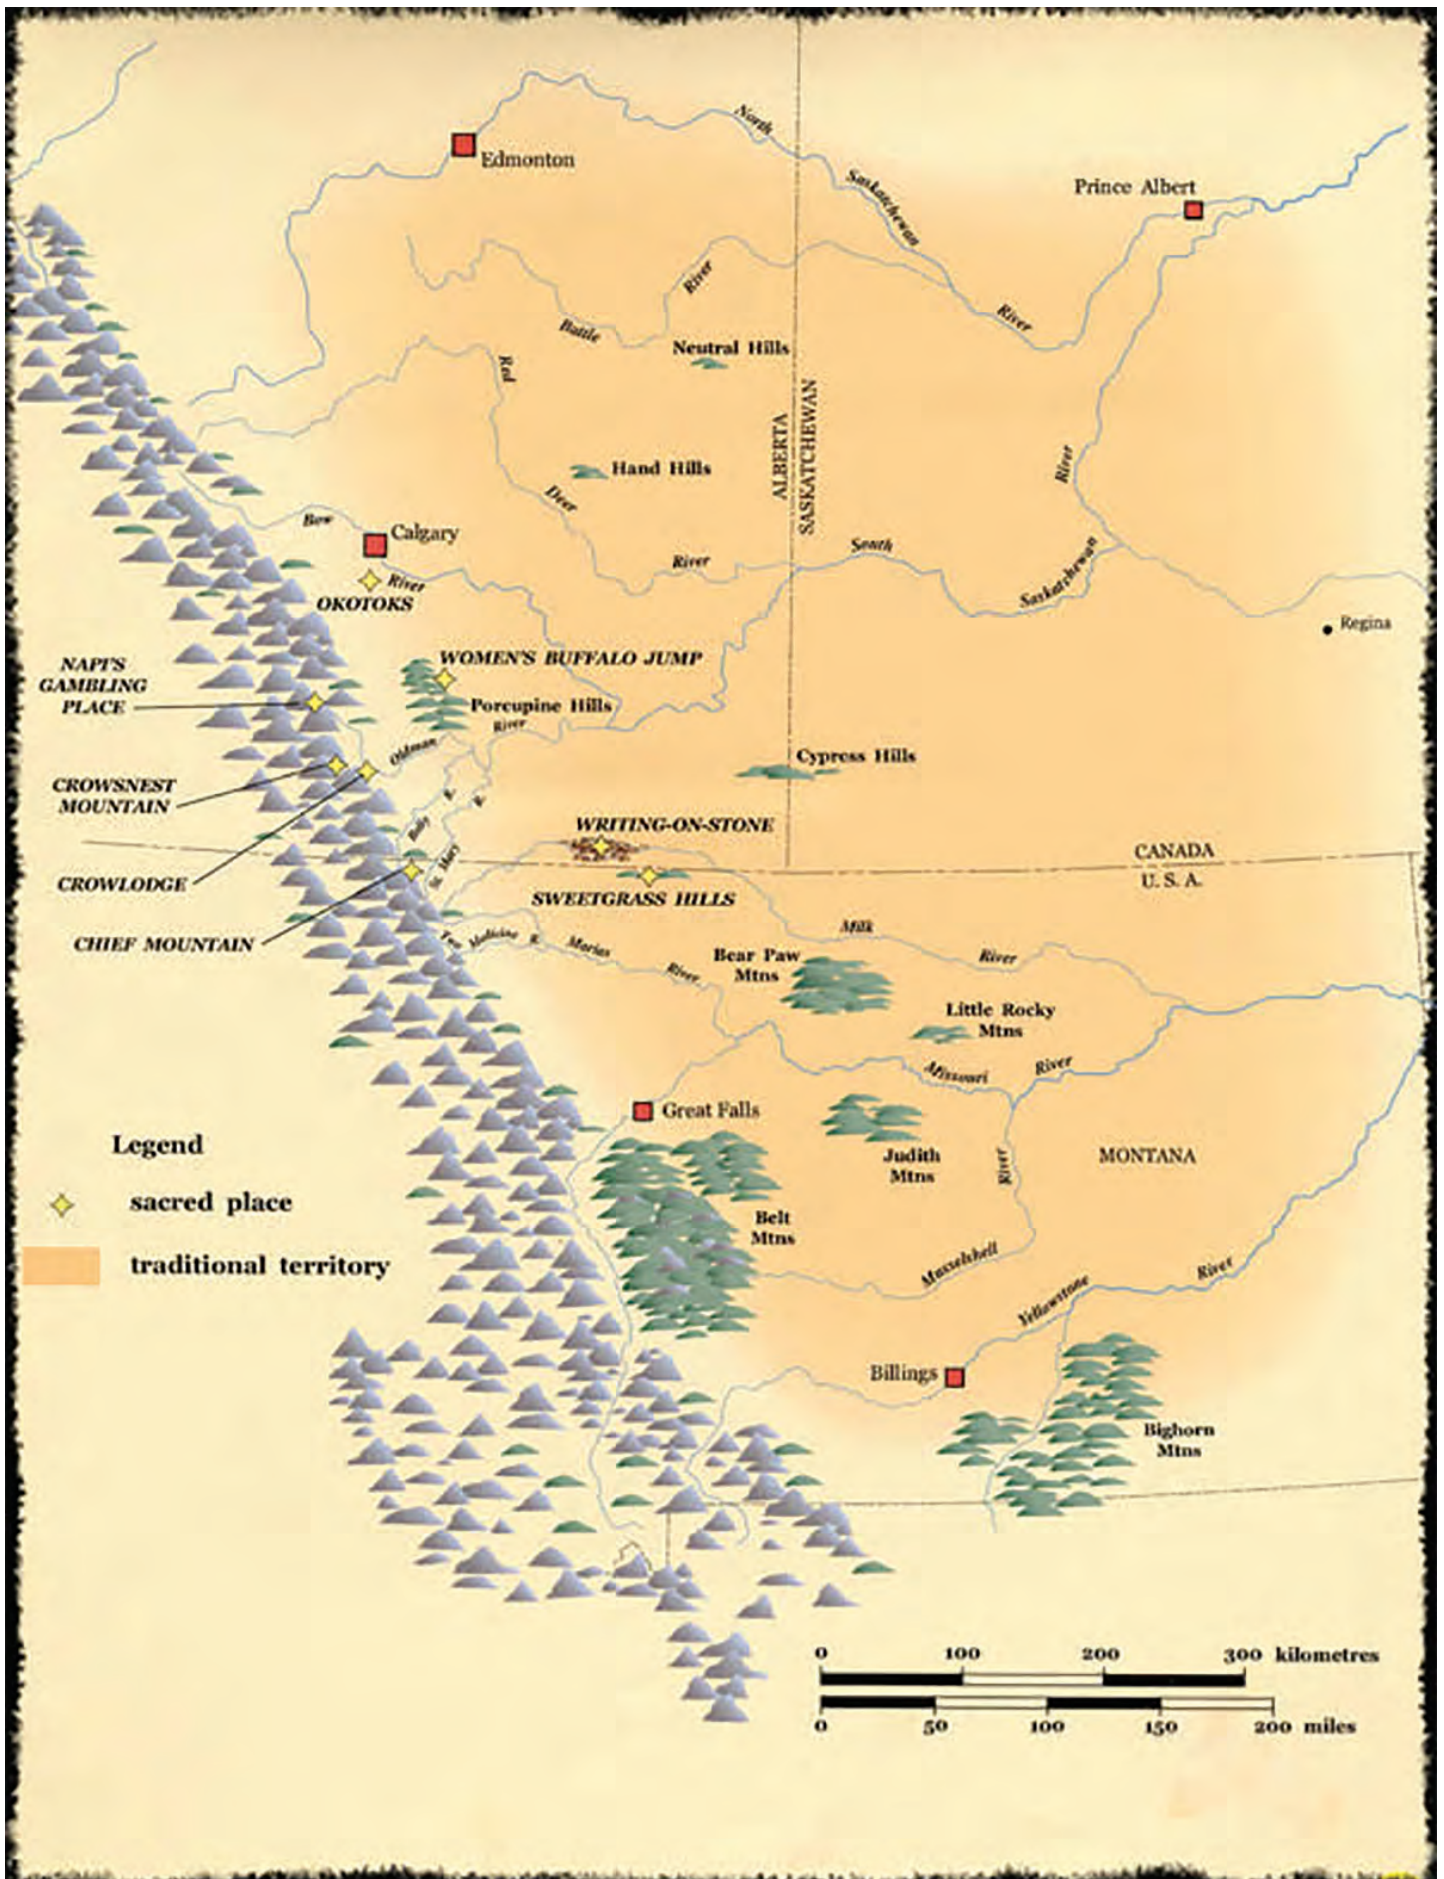 North
Edmonton
Saskatchewan
Prince Albert
River
River
Battle
Neutral Hills
Red
ALBERTA
SASKATCHEWAN
Hand Hills
River
Deer
Bow
Calgary
South
River
River
Saskatchewan
OKOTOKS
Regina
NAPI'S
GAMBLING
PLACE
WOMEN'S BUFFALO JUMP
Porcupine Hills
River
Oldman
Cypress Hills
CROWSNEST
MOUNTAIN
R.
R.
Belly
WRITING-ON-STONE
CANADA
U. S. A.
St. Mary
CROWLODGE
SWEETGRASS HILLS
CHIEF MOUNTAIN
Two Medicine R.
Marias
River
Milk
River
Bear Paw
Mtns
Little Rocky
Mtns
Missouri
River
Great Falls
Legend
Judith
Mtns
River
MONTANA
sacred place
Belt
Mtns
traditional territory
Musselshell
River
Yellowstone
Billings
Bighorn
Mtns
0 100 200 300 kilometres
0 50 100 150 200 miles